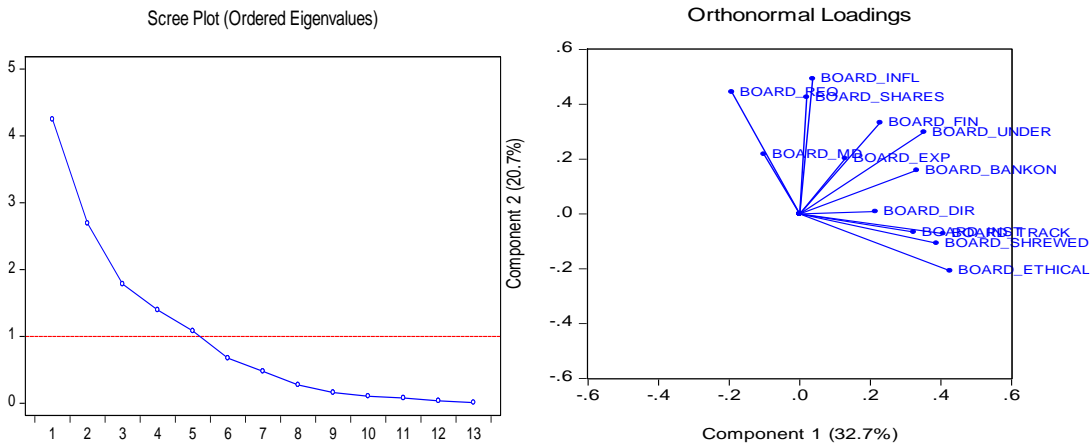 Scree Plot (Ordered Eigenvalues)
5
4
3
2
1
0
1 2 3 4 5 6 7 8 9 10 11 12 13
Orthonormal Loadings
Component 2 (20.7%)
.6
.4
.2
.0
-.2
-.4
-.6
BOARD_INFL
BOARD_REQ
BOARD_SHARES
BOARD_FIN
BOARD_UNDER
BOARD_MD
BOARD_EXP
BOARD_BANKON
BOARD_DIR
BOARD_INST
BOARD_TRACK
BOARD_SHREWED
BOARD_ETHICAL
-.6 -.4 -.2 .0 .2 .4 .6
Component 1 (32.7%)